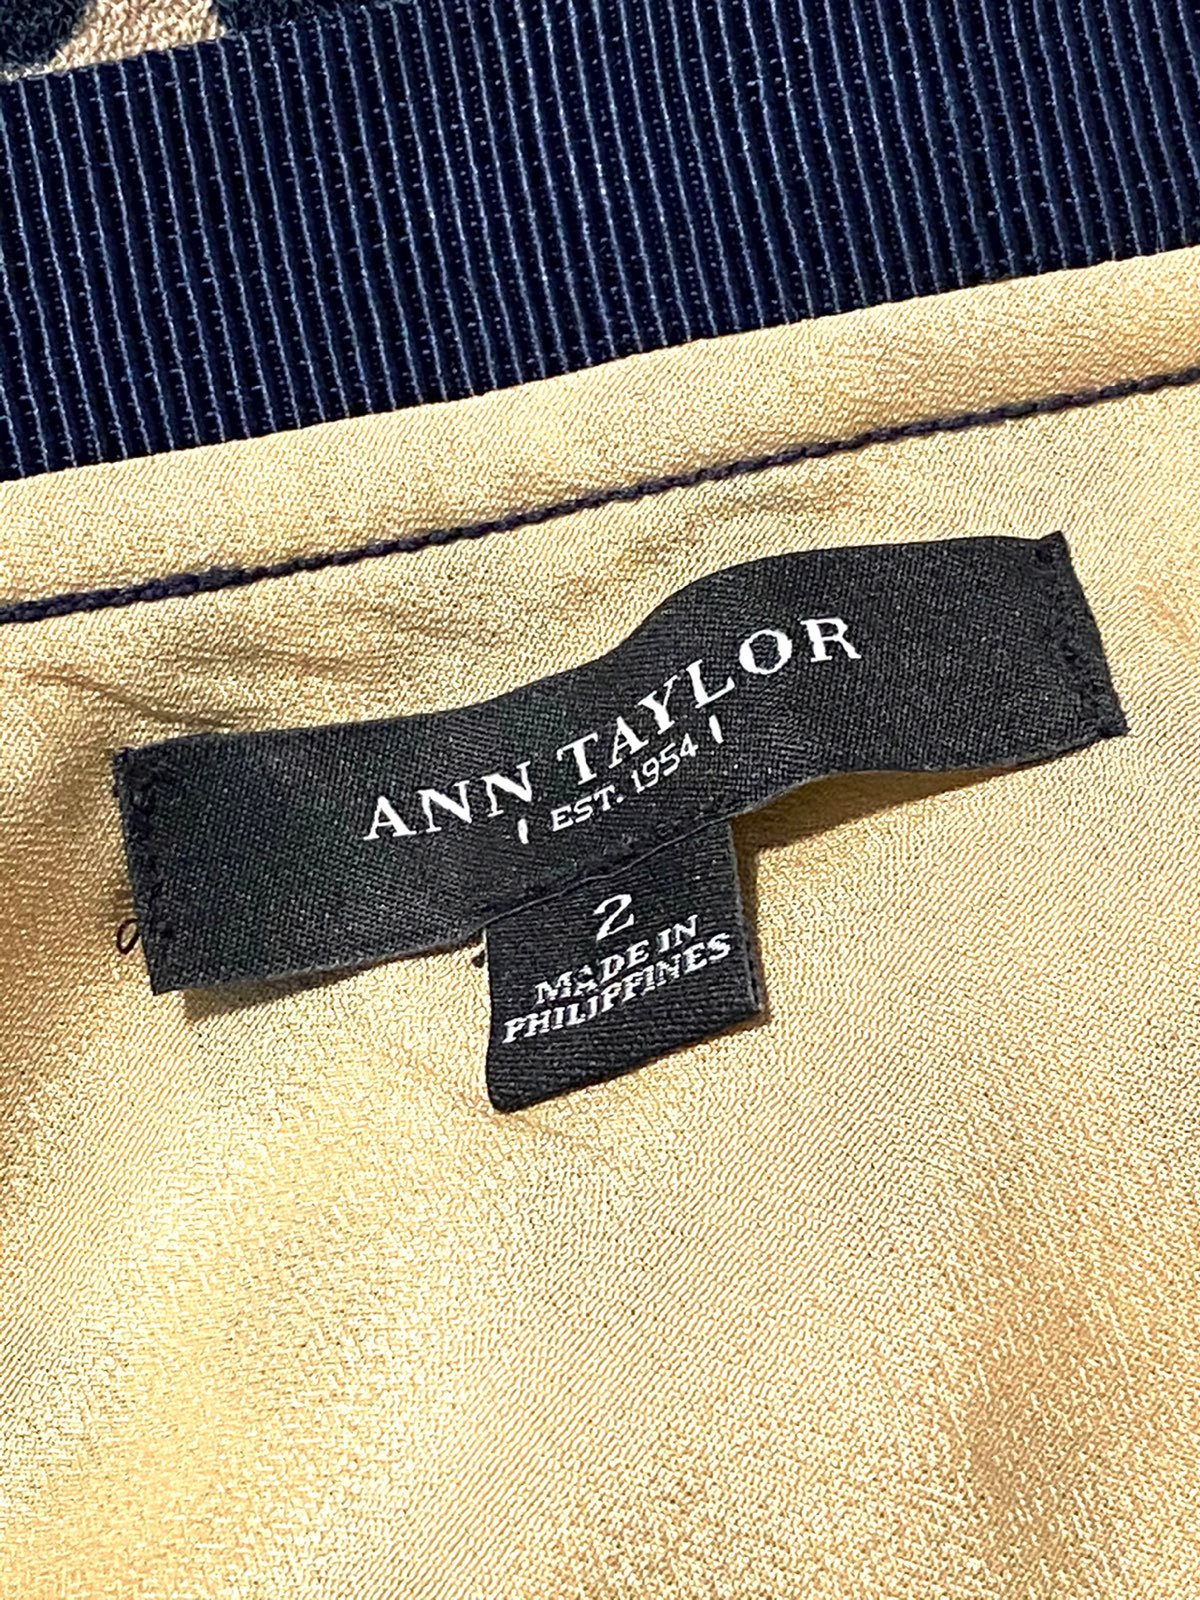 ANN TAYLOR
EST. 1954
2
MADE IN
PHILIPPINES